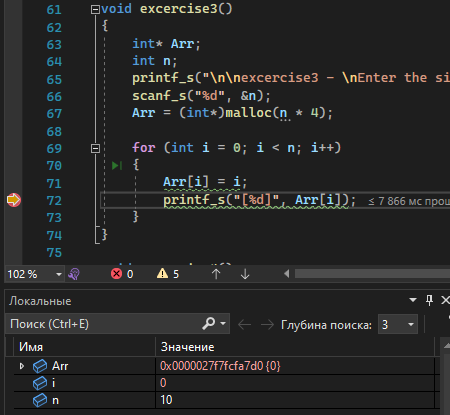 61 void excercise3()
62 {
63 int* Arr;
64 int n;
65 printf_s("\n\nexcercise3 - \nEnter the si
66 scanf_s("%d", &n);
67 Arr = (int*)malloc(n * 4);
68
69 for (int i = 0; i < n; i++)
70 {
71 Arr[i] = i;
72 printf_s("[%d]", Arr[i]); ≤ 7 866 мс прош
73 }
74 }
75
102 % 0 5
Локальные
Поиск (Ctrl+E) Глубина поиска: 3
Имя Значение
Arr 0x0000027f7fcfa7d0 {0}
i 0
n 10